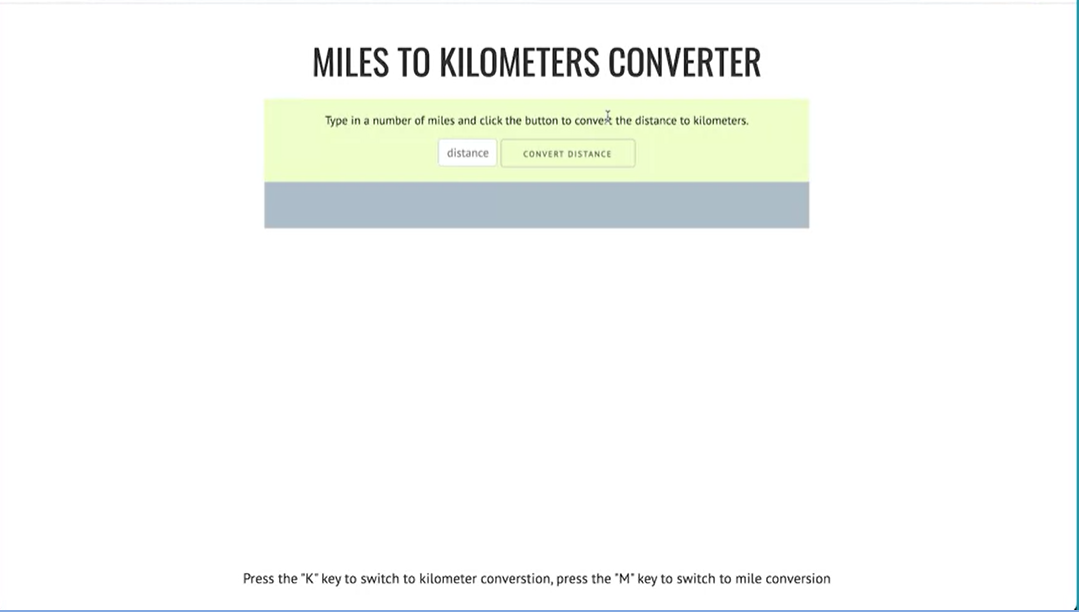 MILES TO KILOMETERS CONVERTER
Type in a number of miles and click the button to convert the distance to kilometers.
distance CONVERT DISTANCE
Press the "K" key to switch to kilometer converstion, press the "M" key to switch to mile conversion